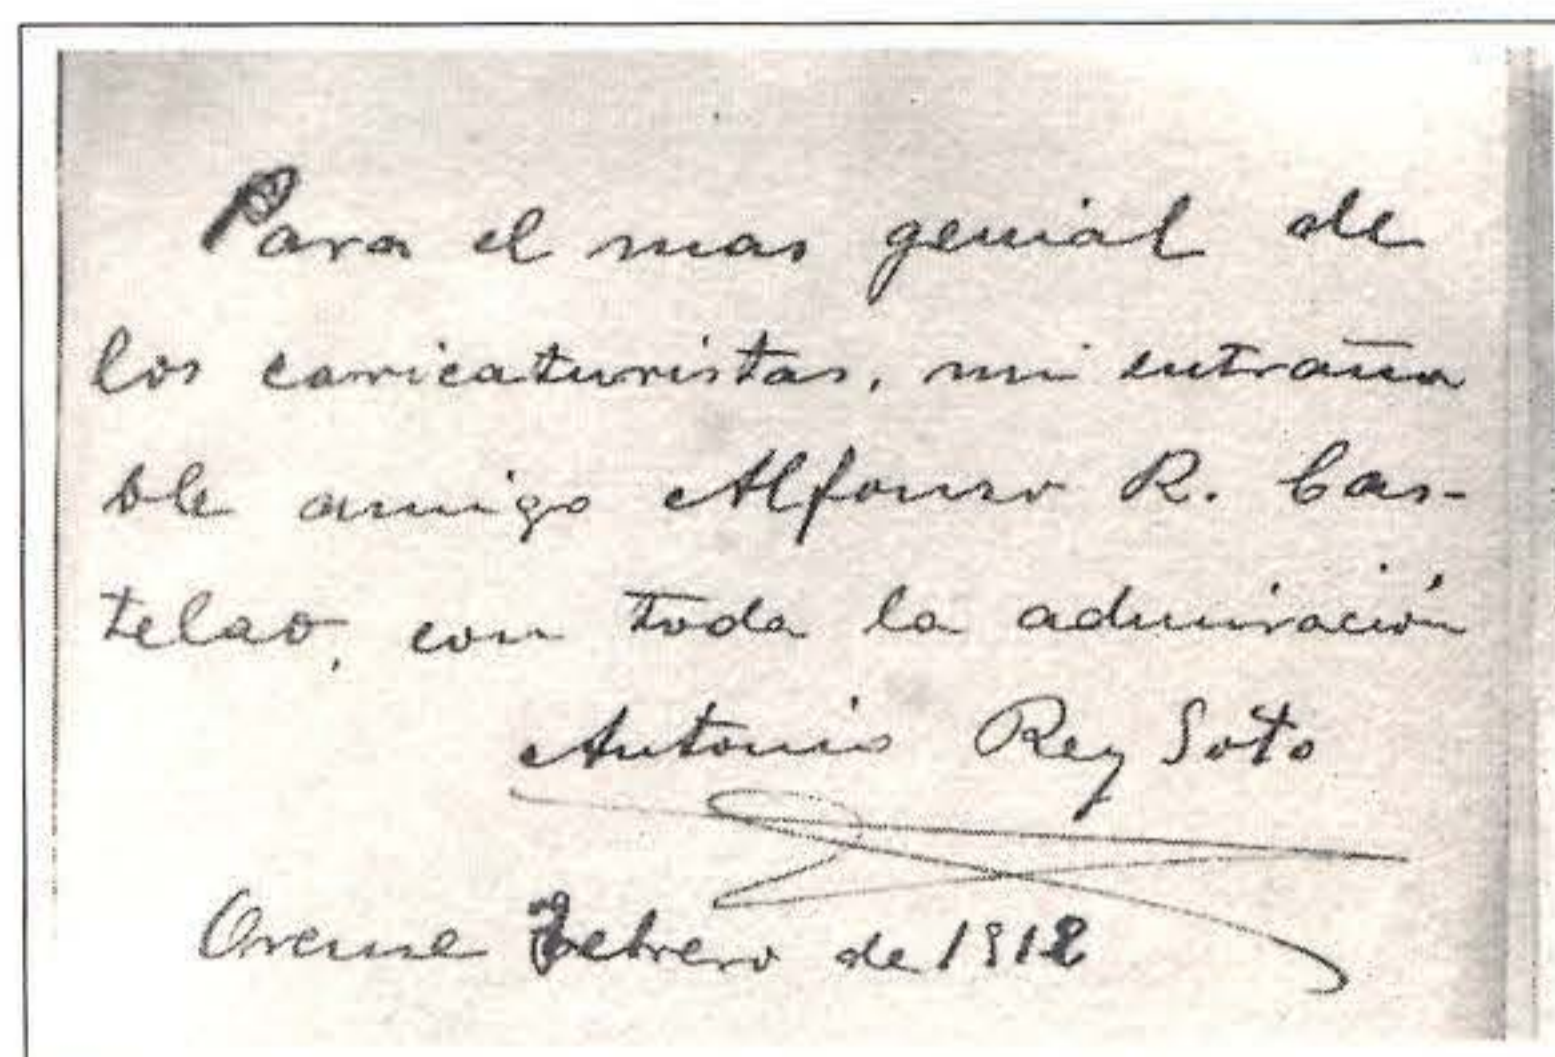 Para el mas genial de
los caricaturistas, mi entraña
ble amigo Alfonso R. Cas-
telao, con toda la admiración
Antonio Rey Soto
Orense Febrero de 1912